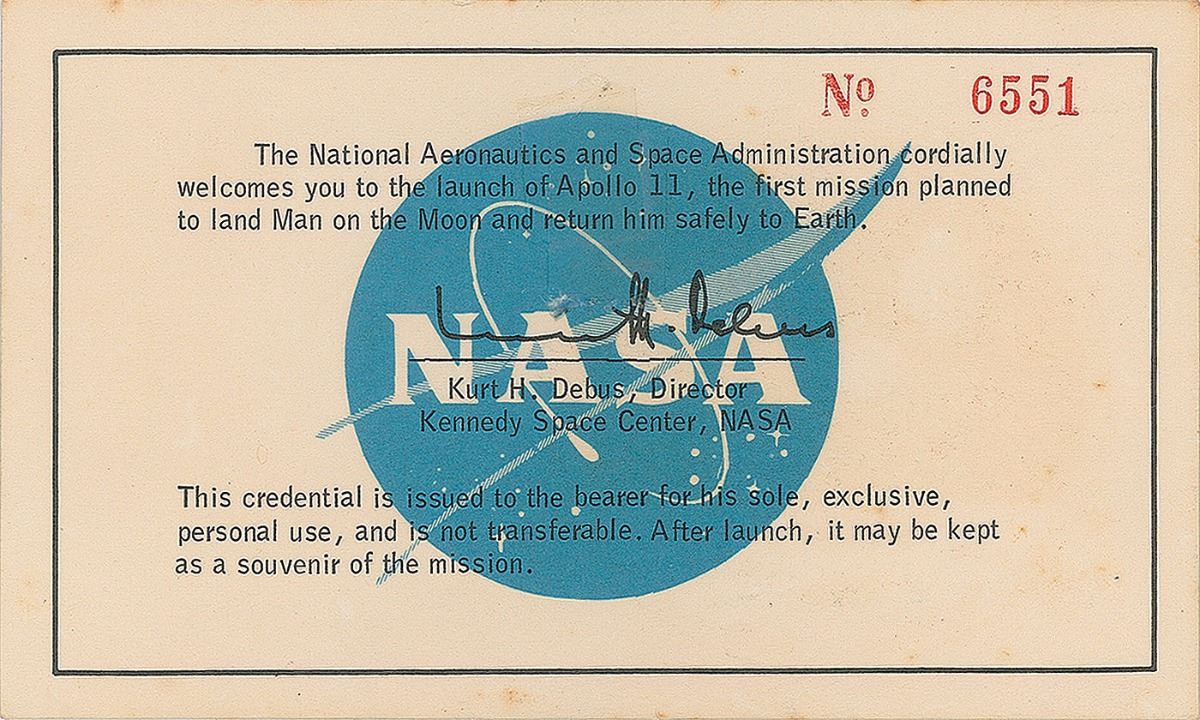 Nº 6551
The National Aeronautics and Space Administration cordially
welcomes you to the launch of Apollo 11, the first mission planned
to land Man on the Moon and return him safely to Earth.
Kurt H. Debus
NASA
Kurt H. Debus, Director
Kennedy Space Center, NASA
This credential is issued to the bearer for his sole, exclusive,
personal use, and is not transferable. After launch, it may be kept
as a souvenir of the mission.